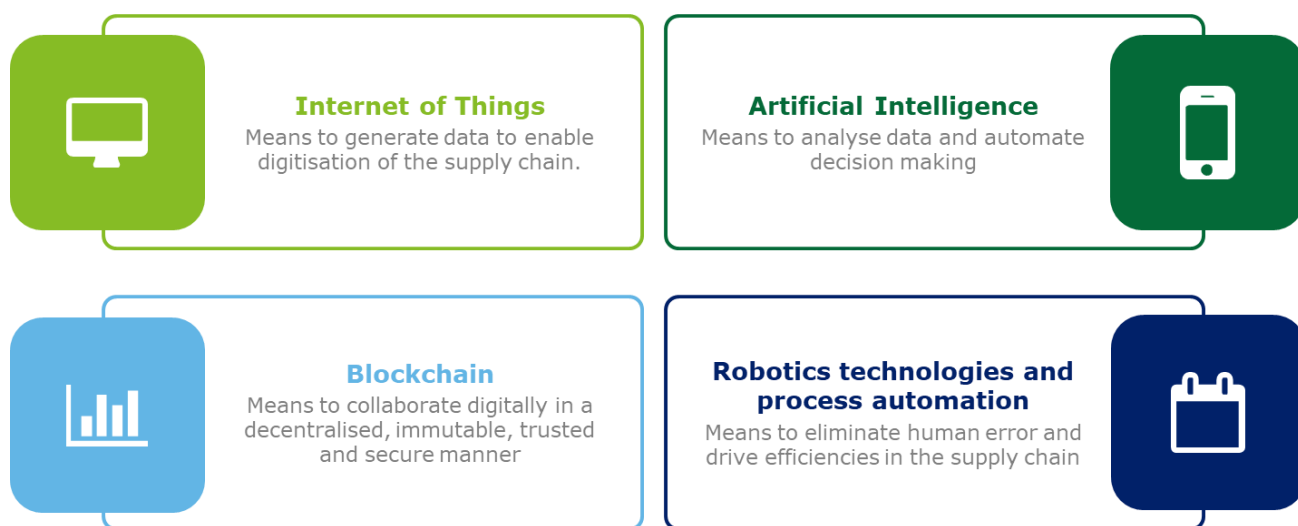 Internet of Things
Means to generate data to enable
digitisation of the supply chain.
Artificial Intelligence
Means to analyse data and automate
decision making
Blockchain
Means to collaborate digitally in a
decentralised, immutable, trusted
and secure manner
Robotics technologies and
process automation
Means to eliminate human error and
drive efficiencies in the supply chain